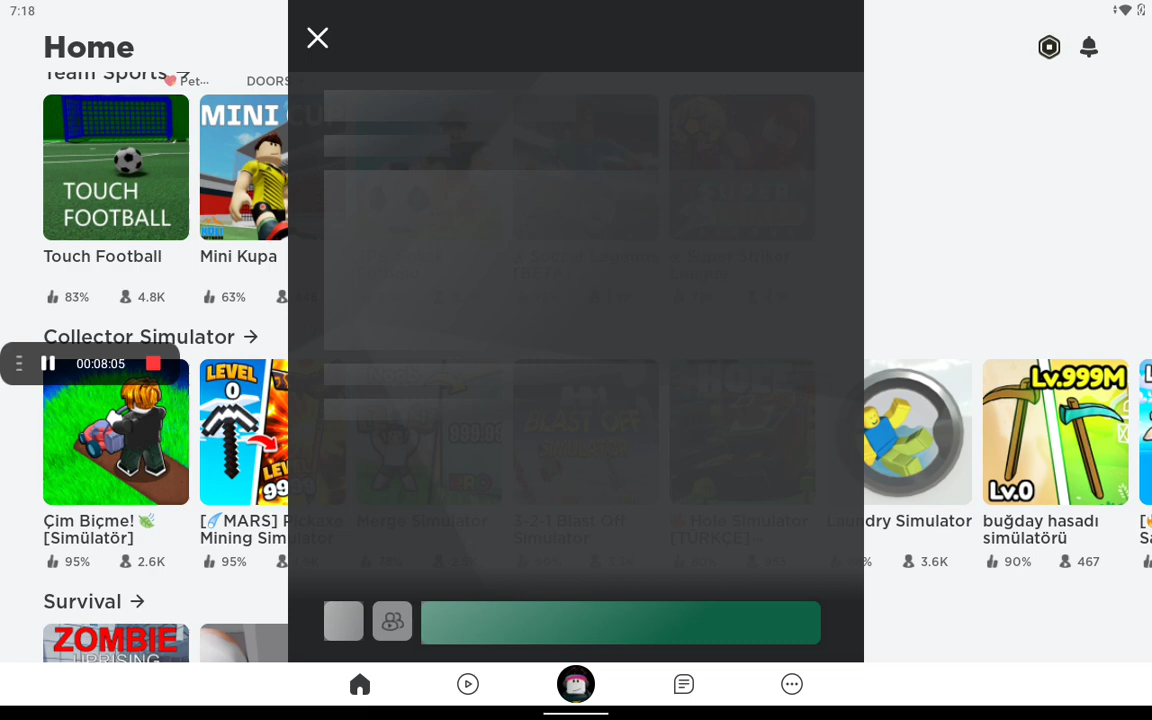 7:18
Home
Team Sports →
Pet...
DOORS
MINI CUP
TOUCH
FOOTBALL
Touch Football
Mini Kupa
83%
4.8K
63%
Collector Simulator →
00:08:05
LEVEL
0
Lv.999M
Lv.0
Çim Biçme!
[Simülatör]
[MARS] Pickaxe
Mining Simulator
Merge Simulator
3-2-1 Blast Off
Simulator
Laundry Simulator
buğday hasadı
simülatörü
95%
2.6K
95%
3.6K
90%
467
Survival →
ZOMBIE
UPRISING